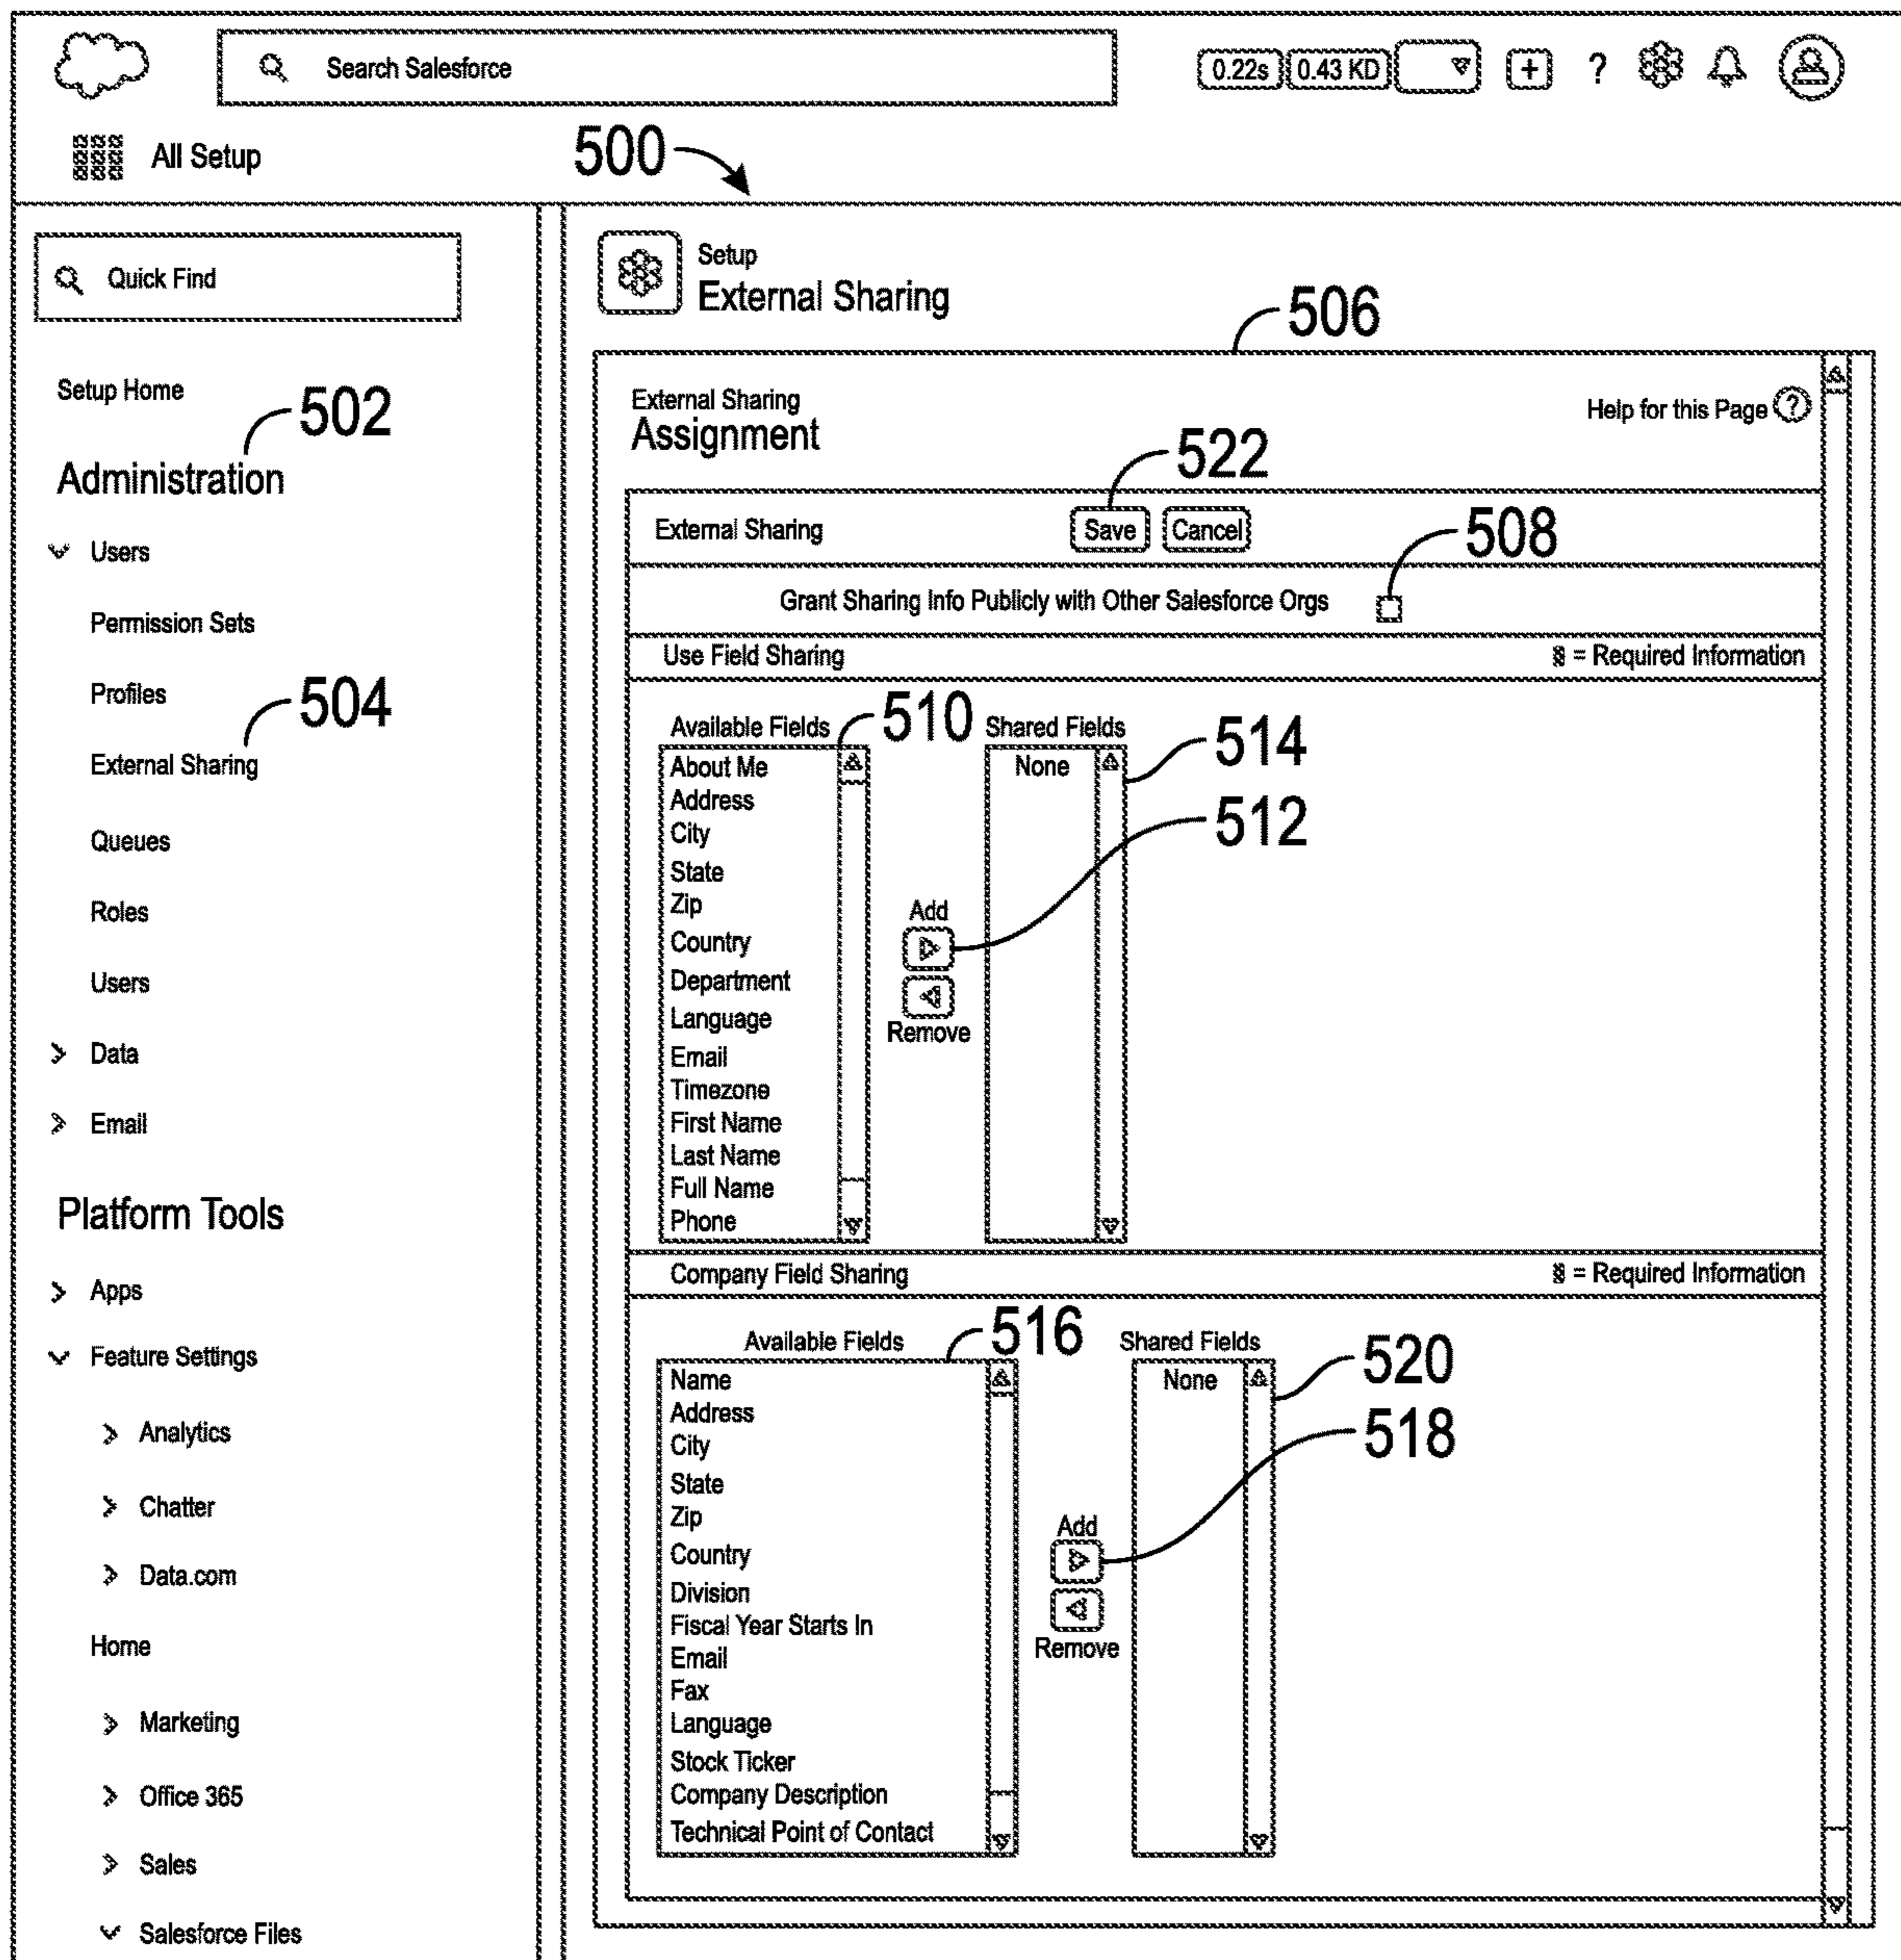 Search Salesforce
0.22s 0.43 KD + ?
All Setup
500
Quick Find
Setup Home
502
Administration
Users
Permission Sets
Profiles
504
External Sharing
Queues
Roles
Users
Data
Email
Platform Tools
Apps
Feature Settings
Analytics
Chatter
Data.com
Home
Marketing
Office 365
Sales
Salesforce Files
Setup
External Sharing
506
External Sharing
Assignment
Help for this Page ?
522
External Sharing Save Cancel
508
Grant Sharing Info Publicly with Other Salesforce Orgs
Use Field Sharing = Required Information
Available Fields 510 Shared Fields
514
512
About Me
Address
City
State
Zip
Country
Department
Language
Email
Timezone
First Name
Last Name
Full Name
Phone
Add
Remove
None
Company Field Sharing = Required Information
Available Fields 516 Shared Fields
520
518
Name
Address
City
State
Zip
Country
Division
Fiscal Year Starts In
Email
Fax
Language
Stock Ticker
Company Description
Technical Point of Contact
Add
Remove
None